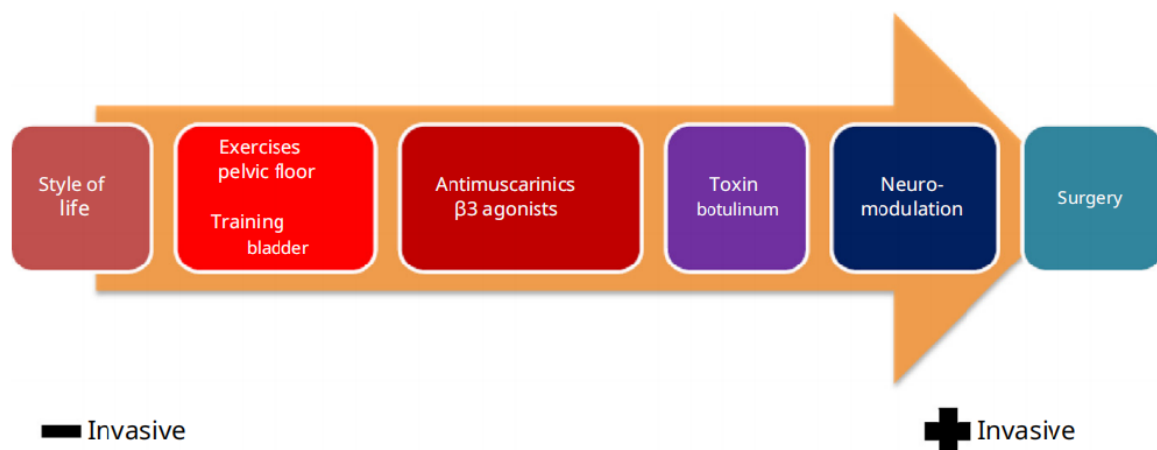 Style of
life
Exercises
pelvic floor
Training
bladder
Antimuscarinics
β3 agonists
Toxin
botulinum
Neuro-
modulation
Surgery
Invasive
Invasive